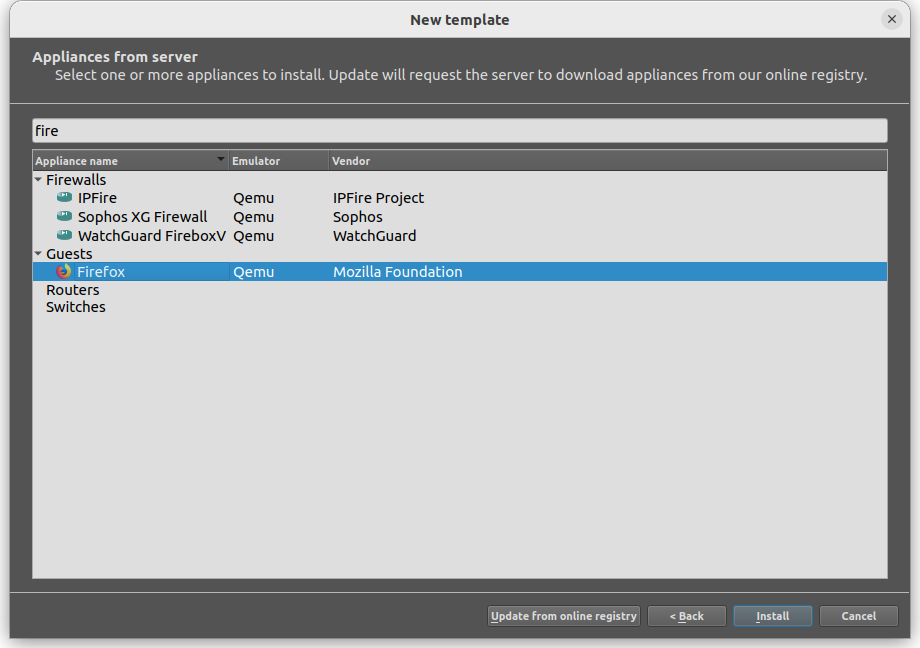 New template
Appliances from server
Select one or more appliances to install. Update will request the server to download appliances from our online registry.
fire
Appliance name Emulator Vendor
Firewalls
IPFire Qemu IPFire Project
Sophos XG Firewall Qemu Sophos
WatchGuard FireboxV Qemu WatchGuard
Guests
Firefox Qemu Mozilla Foundation
Routers
Switches
Update from online registry < Back Install Cancel